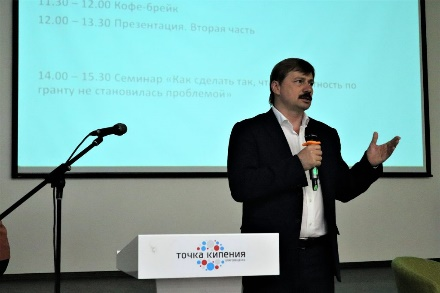 11.30 – 12.00 Кофе-брейк
12.00 – 13.30 Презентация. Вторая часть
14.00 – 15.30 Семинар «Как сделать так,
гранту не становилась проблемой»
точка кипения